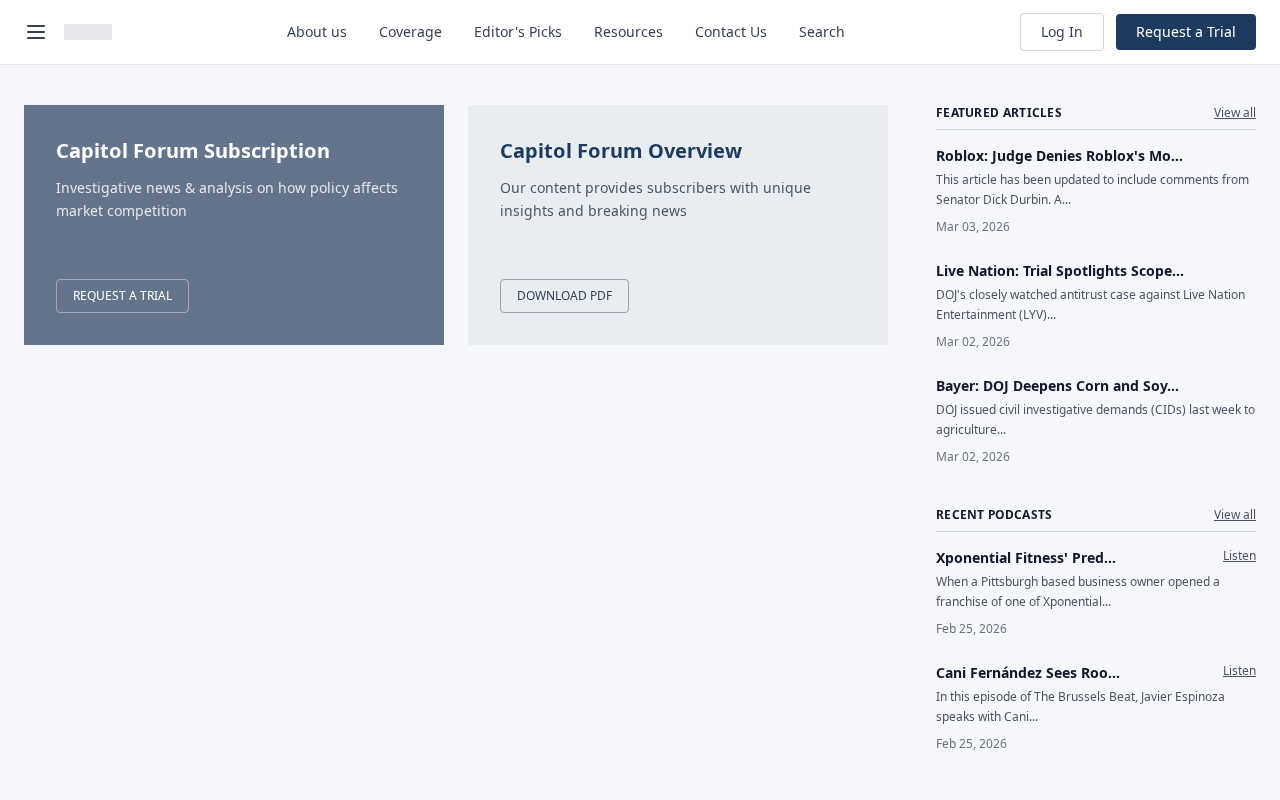 About us
Coverage
Editor's Picks
Resources
Contact Us
Search
Log In
Request a Trial
Capitol Forum Subscription
Investigative news & analysis on how policy affects
market competition
REQUEST A TRIAL
Capitol Forum Overview
Our content provides subscribers with unique
insights and breaking news
DOWNLOAD PDF
FEATURED ARTICLES
View all
Roblox: Judge Denies Roblox's Mo...
This article has been updated to include comments from
Senator Dick Durbin. A...
Mar 03, 2026
Live Nation: Trial Spotlights Scope...
DOJ's closely watched antitrust case against Live Nation
Entertainment (LYV)...
Mar 02, 2026
Bayer: DOJ Deepens Corn and Soy...
DOJ issued civil investigative demands (CIDs) last week to
agriculture...
Mar 02, 2026
RECENT PODCASTS
View all
Xponential Fitness' Pred...
Listen
When a Pittsburgh based business owner opened a
franchise of one of Xponential...
Feb 25, 2026
Cani Fernández Sees Roo...
Listen
In this episode of The Brussels Beat, Javier Espinoza
speaks with Cani...
Feb 25, 2026